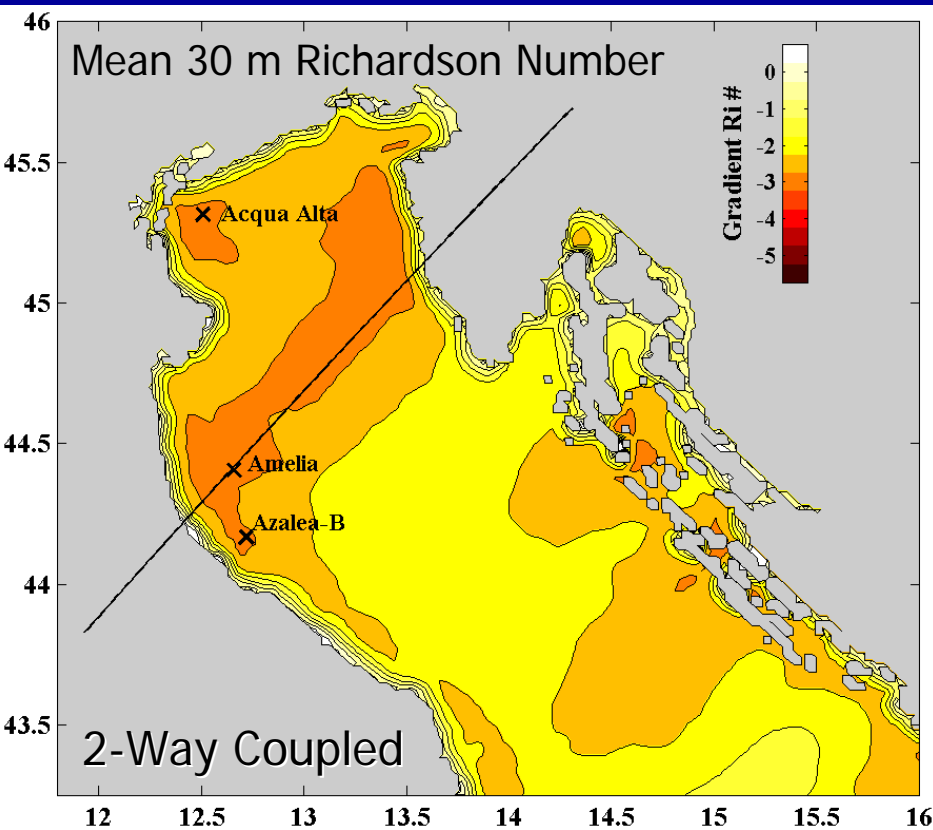 46
Mean 30 m Richardson Number
0
-1
-2
-3
-4
-5
Gradient Ri #
45.5
Acqua Alta
45
44.5
Amelia
Azalea-B
44
43.5
2-Way Coupled
12 12.5 13 13.5 14 14.5 15 15.5 16